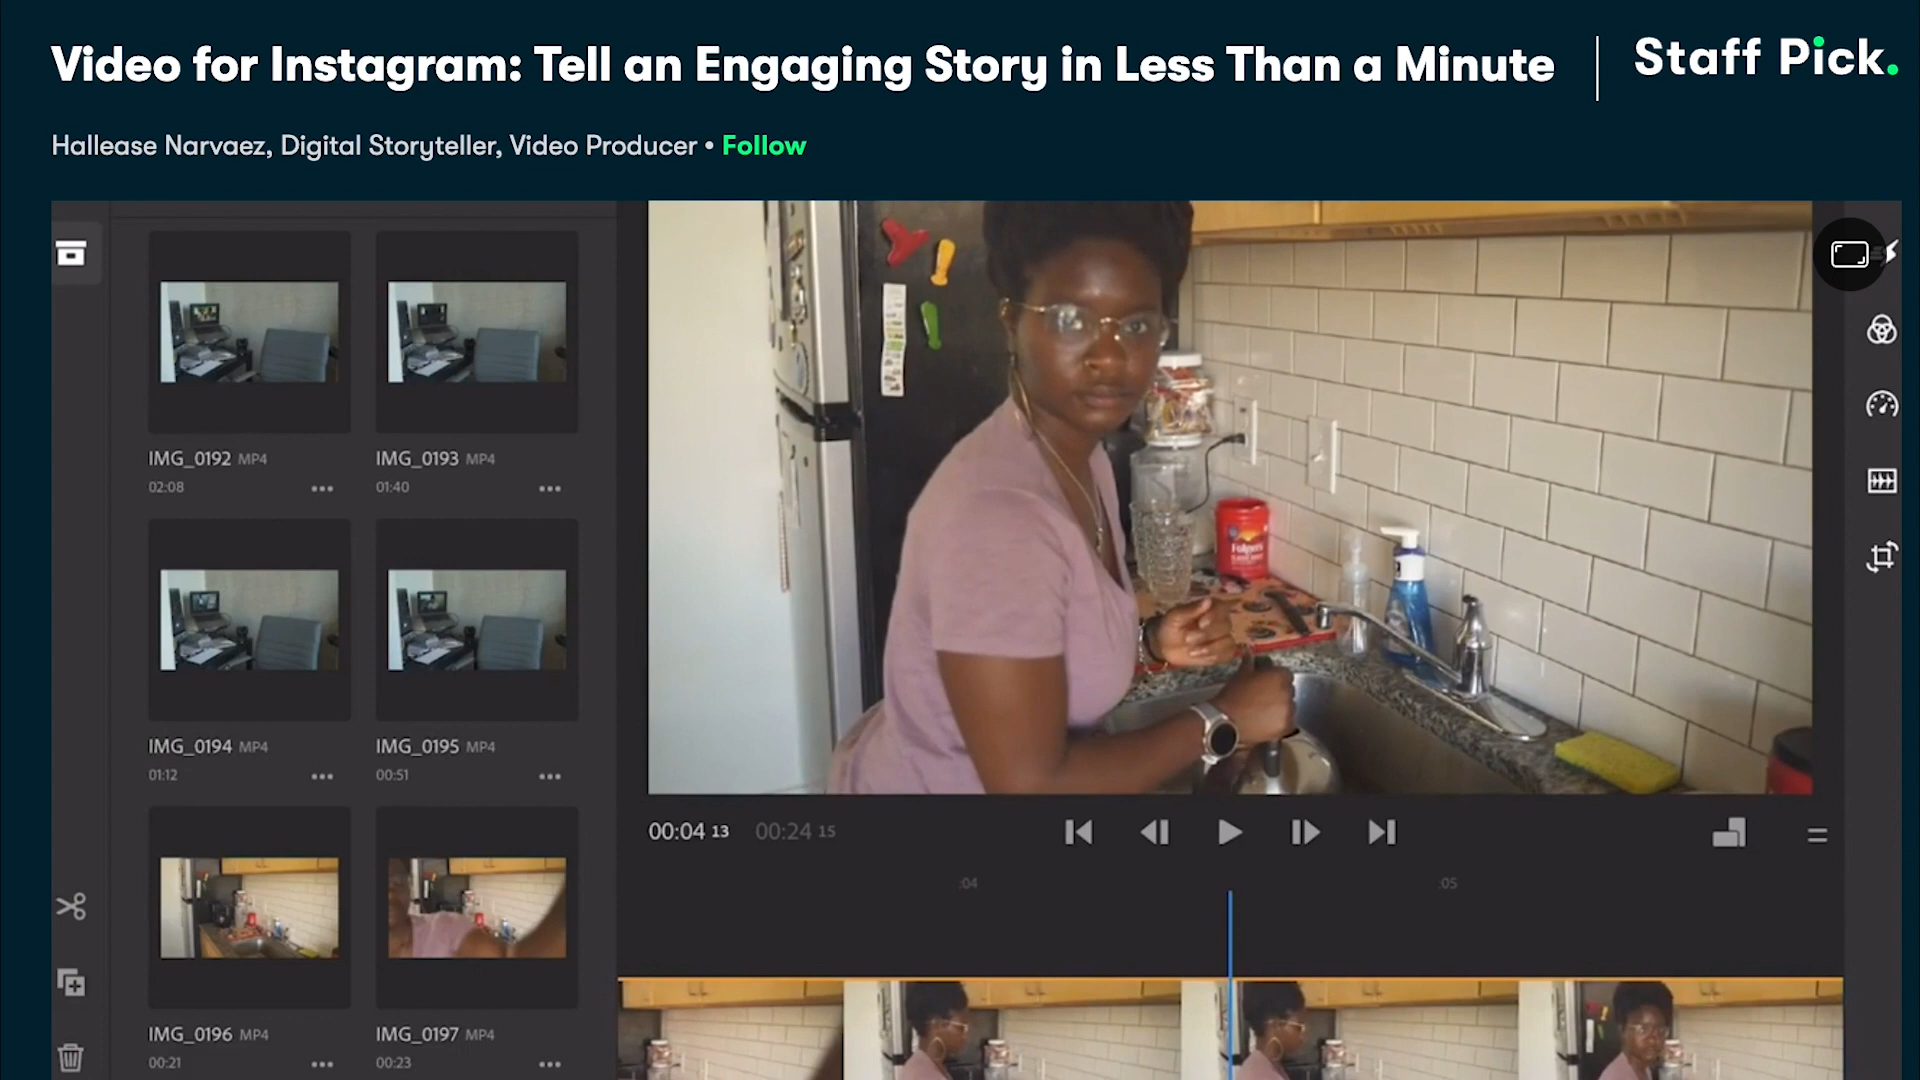 Video for Instagram: Tell an Engaging Story in Less Than a Minute
Staff Pick.
Hallease Narvaez, Digital Storyteller, Video Producer • Follow
IMG_0192 MP4
02:08
IMG_0193 MP4
01:40
IMG_0194 MP4
01:12
IMG_0195 MP4
00:51
IMG_0196 MP4
00:21
IMG_0197 MP4
00:23
Folgers
00:04 13
00:24 15
:04
:05